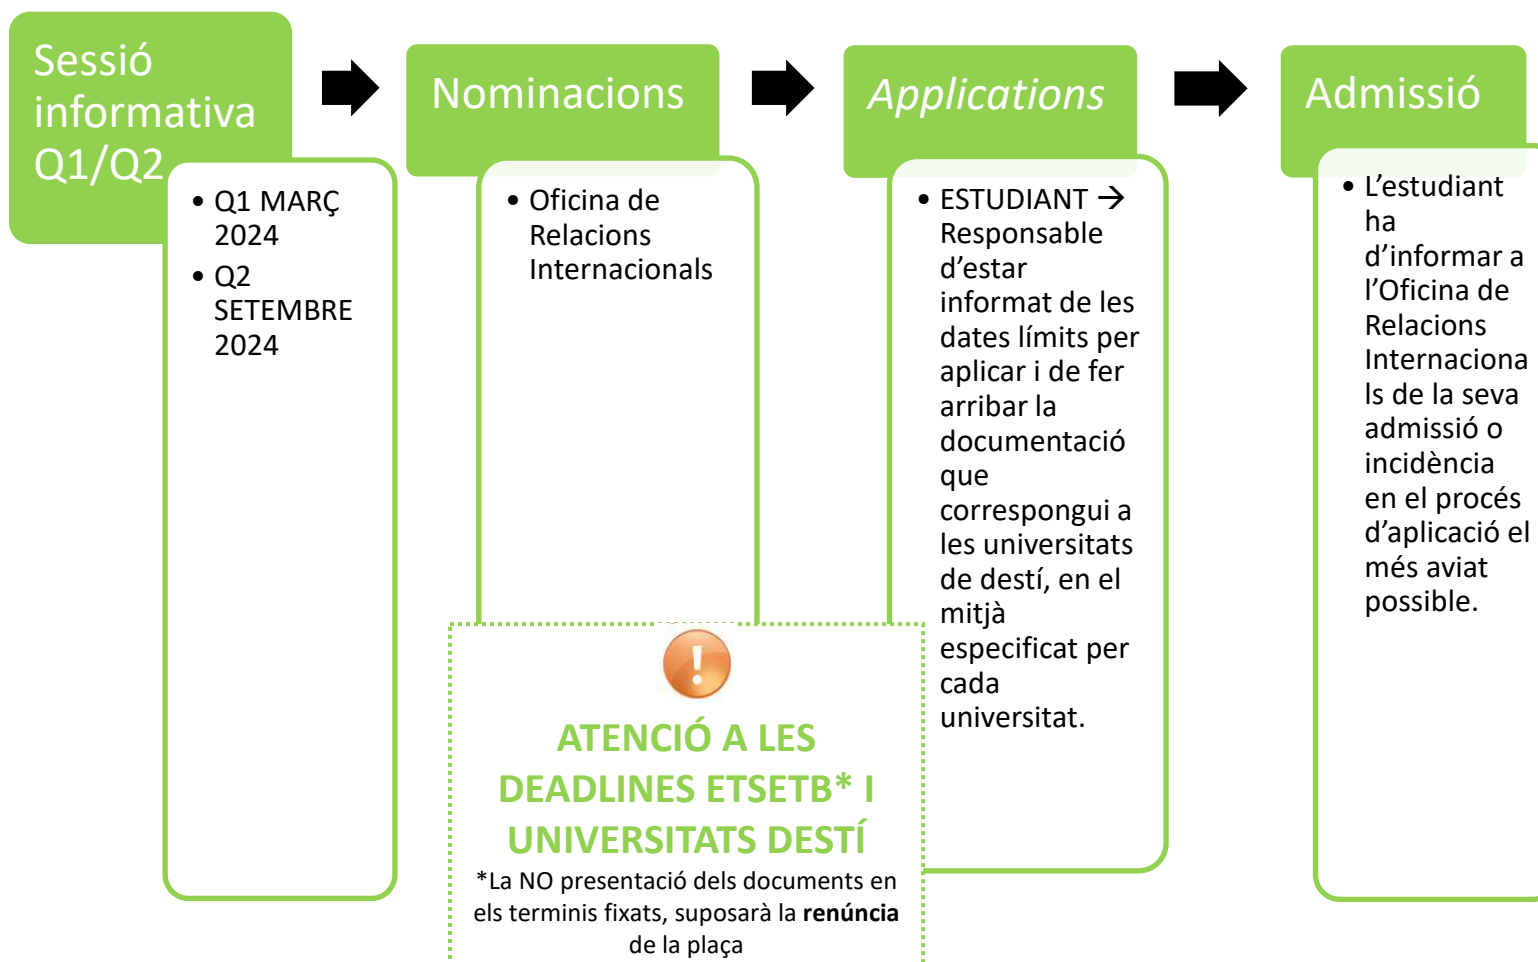 Sessió
informativa
Q1/Q2
• Q1 MARÇ
2024
• Q2
SETEMBRE
2024
Nominacions
• Oficina de
Relacions
Internacionals
Applications
• ESTUDIANT →
Responsable
d’estar
informat de les
dates límits per
aplicar i de fer
arribar la
documentació
que
correspongui a
les universitats
de destí, en el
mitjà
especificat per
cada
universitat.
Admissió
• L’estudiant
ha
d’informar a
l’Oficina de
Relacions
Internaciona
ls de la seva
admissió o
incidència
en el procés
d’aplicació el
més aviat
possible.
!
ATENCIÓ A LES
DEADLINES ETSETB* I
UNIVERSITATS DESTÍ
*La NO presentació dels documents en
els terminis fixats, suposarà la renúncia
de la plaça